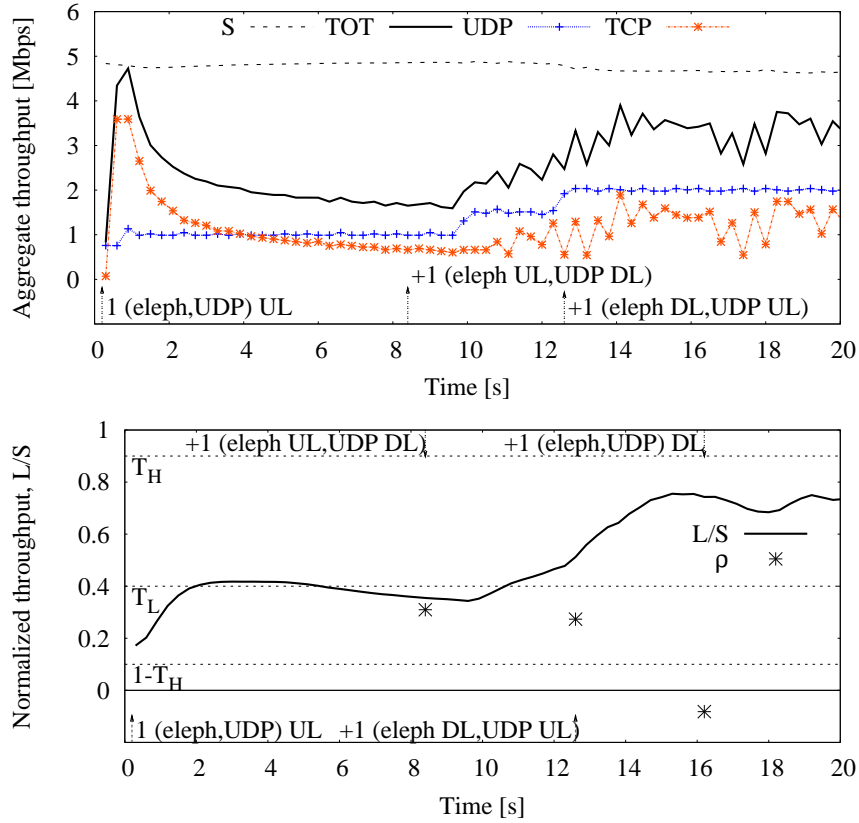 S TOT UDP TCP
Aggregate throughput [Mbps]
6
5
4
3
2
1
0
+1 (eleph UL,UDP DL)
1 (eleph,UDP) UL
+1 (eleph DL,UDP UL)
0 2 4 6 8 10 12 14 16 18 20
Time [s]
Normalized throughput, L/S
1
0.8
0.6
0.4
0.2
0
+1 (eleph UL,UDP DL)
+1 (eleph,UDP) DL
T_H
L/S
ρ
T_L
1-T_H
1 (eleph,UDP) UL
+1 (eleph DL,UDP UL)
0 2 4 6 8 10 12 14 16 18 20
Time [s]